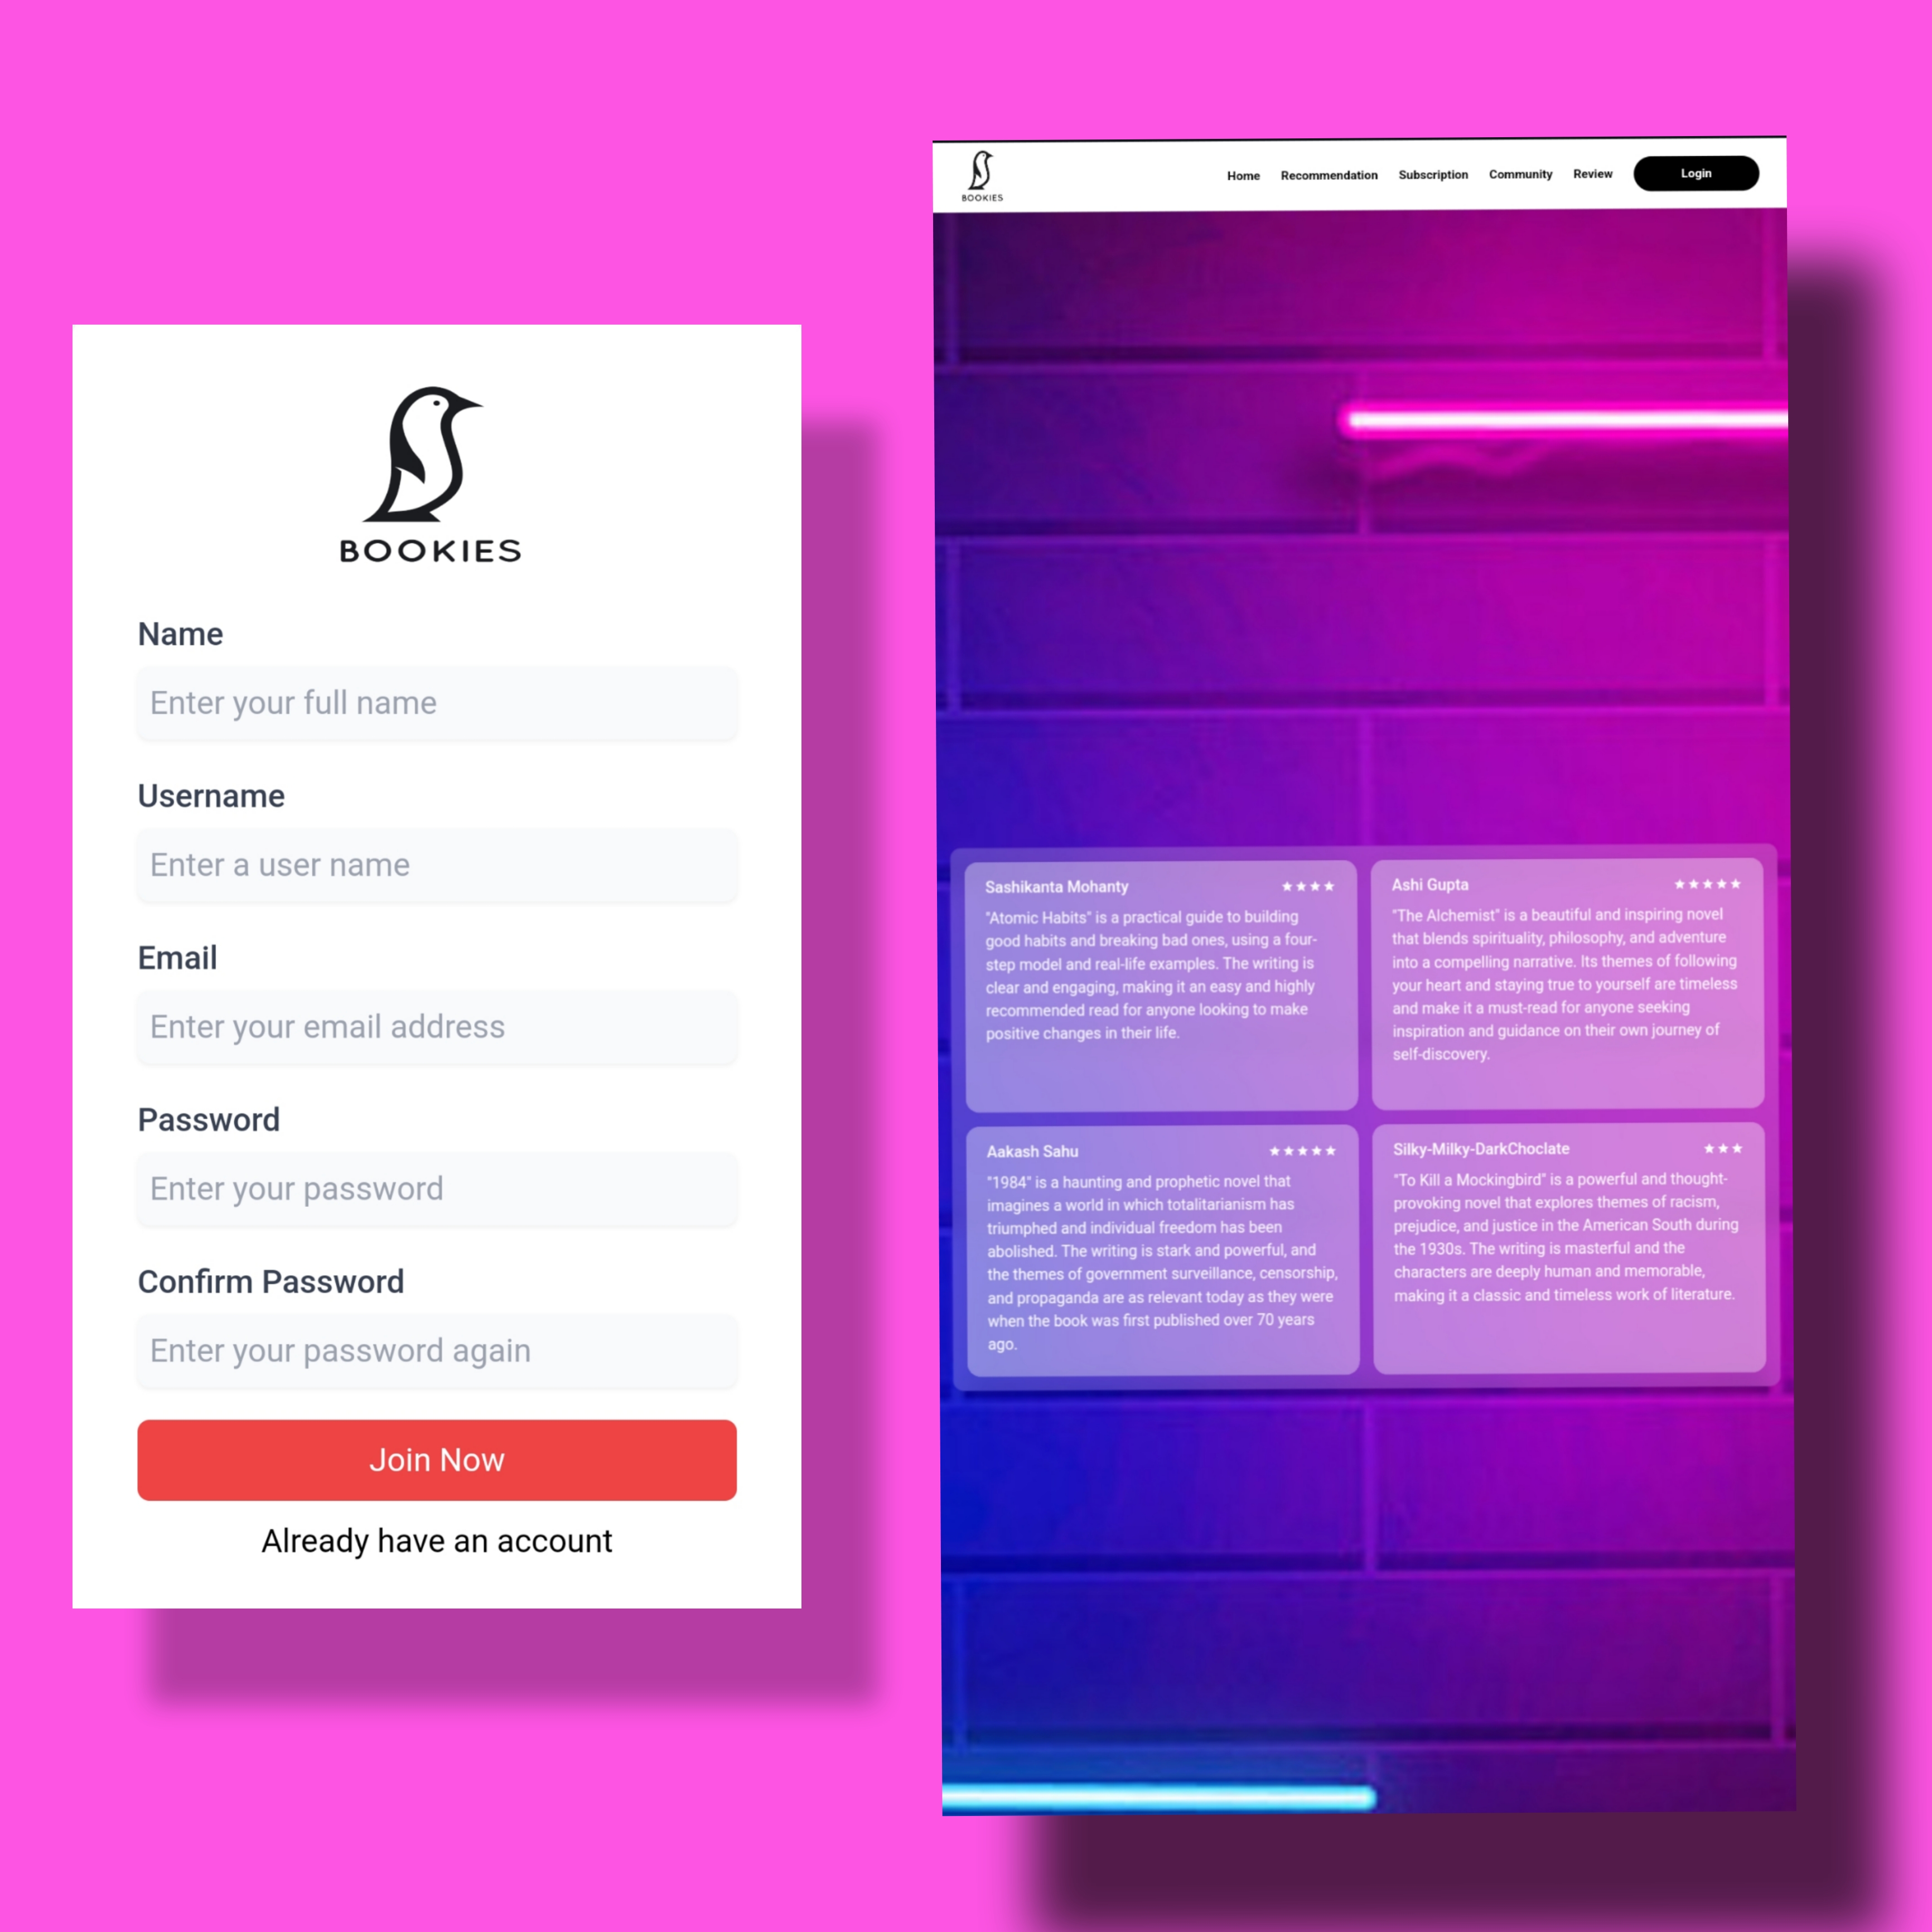 BOOKIES
Name
Enter your full name
Username
Enter a user name
Email
Enter your email address
Password
Enter your password
Confirm Password
Enter your password again
Join Now
Already have an account
BOOKIES
Home Recommendation Subscription Community Review Login
Sashikanta Mohanty ★★★★
"Atomic Habits" is a practical guide to building
good habits and breaking bad ones, using a four-
step model and real-life examples. The writing is
clear and engaging, making it an easy and highly
recommended read for anyone looking to make
positive changes in their life.
Ashi Gupta ★★★★★
"The Alchemist" is a beautiful and inspiring novel
that blends spirituality, philosophy, and adventure
into a compelling narrative. Its themes of following
your heart and staying true to yourself are timeless
and make it a must-read for anyone seeking
inspiration and guidance on their own journey of
self-discovery.
Aakash Sahu ★★★★★
"1984" is a haunting and prophetic novel that
imagines a world in which totalitarianism has
triumphed and individual freedom has been
abolished. The writing is stark and powerful, and
the themes of government surveillance, censorship,
and propaganda are as relevant today as they were
when the book was first published over 70 years
ago.
Silky-Milky-DarkChoclate ★★★
"To Kill a Mockingbird" is a powerful and thought-
provoking novel that explores themes of racism,
prejudice, and justice in the American South during
the 1930s. The writing is masterful and the
characters are deeply human and memorable,
making it a classic and timeless work of literature.